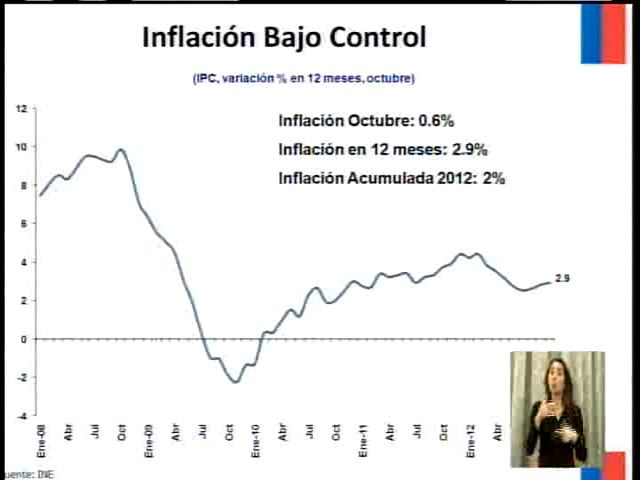 Inflación Bajo Control
(IPC, variación % en 12 meses, octubre)
Inflación Octubre: 0.6%
Inflación en 12 meses: 2.9%
Inflación Acumulada 2012: 2%
12
10
8
6
4
2
0
-2
-4
2.9
Ene-08
Abr
Jul
Oct
Ene-09
Abr
Jul
Oct
Ene-10
Abr
Jul
Oct
Ene-11
Abr
Jul
Oct
Ene-12
Abr
uente: INE